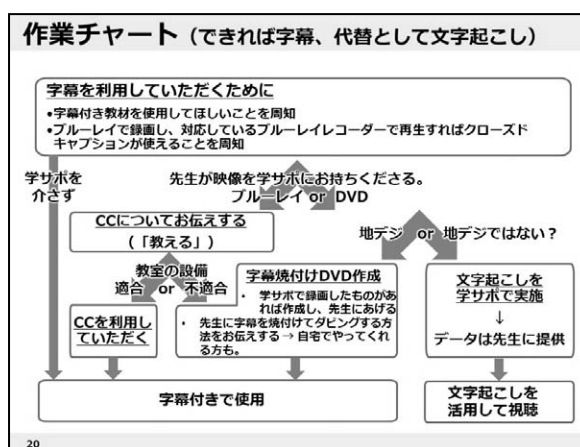 作業チャート（できれば字幕、代替として文字起こし）
字幕を利用していただくために
•字幕付き教材を使用してほしいことを周知
•ブルーレイで録画し、対応しているブルーレイレコーダーで再生すればクローズド
キャプションが使えることを周知
学サポを
介さず
先生が映像を学サポにお持ちくださる。
ブルーレイ or DVD
CCについてお伝えする
（「教える」）
地デジ or 地デジではない？
教室の設備
適合 or 不適合
字幕焼付けDVD作成
• 学サポで録画したものがあ
れば作成し、先生にあげる
• 先生に字幕を焼付けてダビングする方
法をお伝えする → 自宅でやってくれ
る方も。
文字起こしを
学サポで実施
↓
データは先生に提供
CCを利用し
ていただく
字幕付きで使用
文字起こしを
活用して視聴
20